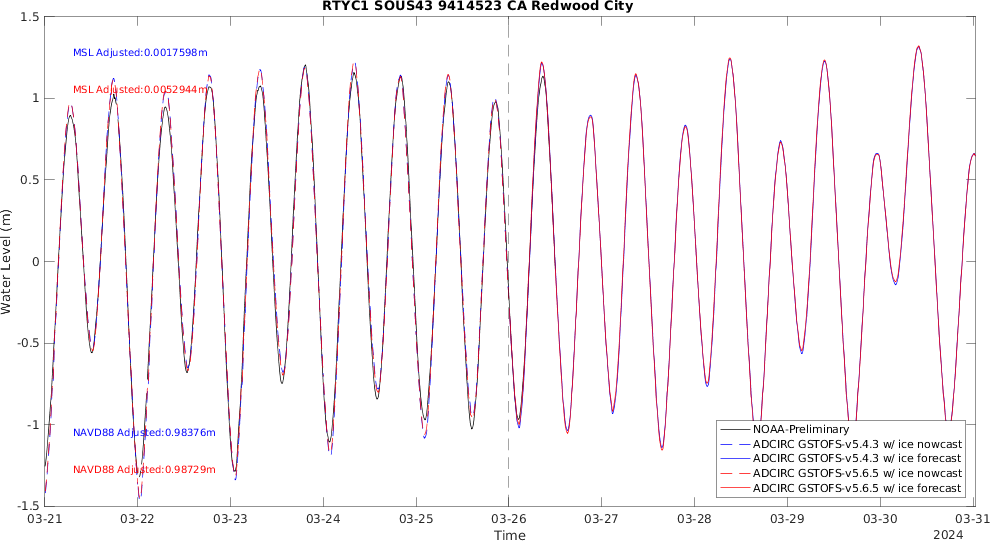 RTYC1 SOUS43 9414523 CA Redwood City
1.5
1
0.5
0
-0.5
-1
-1.5
Water Level (m)
MSL Adjusted:0.0017598m
MSL Adjusted:0.0052944m
NAVD88 Adjusted:0.98376m
NAVD88 Adjusted:0.98729m
NOAA-Preliminary
ADCIRC GSTOFS-v5.4.3 w/ ice nowcast
ADCIRC GSTOFS-v5.4.3 w/ ice forecast
ADCIRC GSTOFS-v5.6.5 w/ ice nowcast
ADCIRC GSTOFS-v5.6.5 w/ ice forecast
03-21 03-22 03-23 03-24 03-25 03-26 03-27 03-28 03-29 03-30 03-31
Time
2024